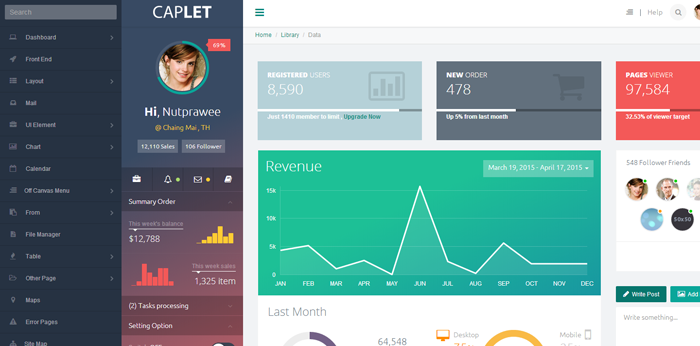 Search
Dashboard
Front End
Layout
Mail
UI Element
Chart
Calendar
Off Canvas Menu
From
File Manager
Table
Other Page
Maps
Error Pages
Site Map
CAPLET
69%
Hi, Nutprawee
@ Chaing Mai , TH
12,110 Sales
106 Follower
Summary Order
This week's balance
$12,788
This week sales
1,325 item
(2) Tasks processing
Setting Option
| Help
Home / Library / Data
REGISTERED USERS
8,590
Just 1410 member to limit , Upgrade Now
NEW ORDER
478
Up 5% from last month
PAGES VIEWER
97,584
32.53% of viewer target
Revenue
March 19, 2015 - April 17, 2015
15k
10k
5k
0
JAN FEB MAR APR MAY JUN JUL AUG SEP OCT NOV DEC
548 Follower Friends
50x50
Write Post
Add
Write something...
Last Month
64,548
Desktop
Mobile